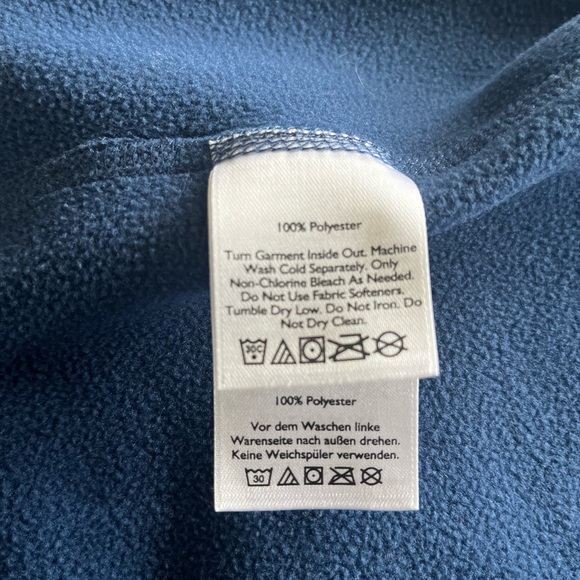 100% Polyester
Turn Garment Inside Out. Machine
Wash Cold Separately. Only
Non-Chlorine Bleach As Needed.
Do Not Use Fabric Softeners.
Tumble Dry Low. Do Not Iron. Do
Not Dry Clean.
30C
100% Polyester
Vor dem Waschen linke
Warenseite nach außen drehen.
Keine Weichspüler verwenden.
30